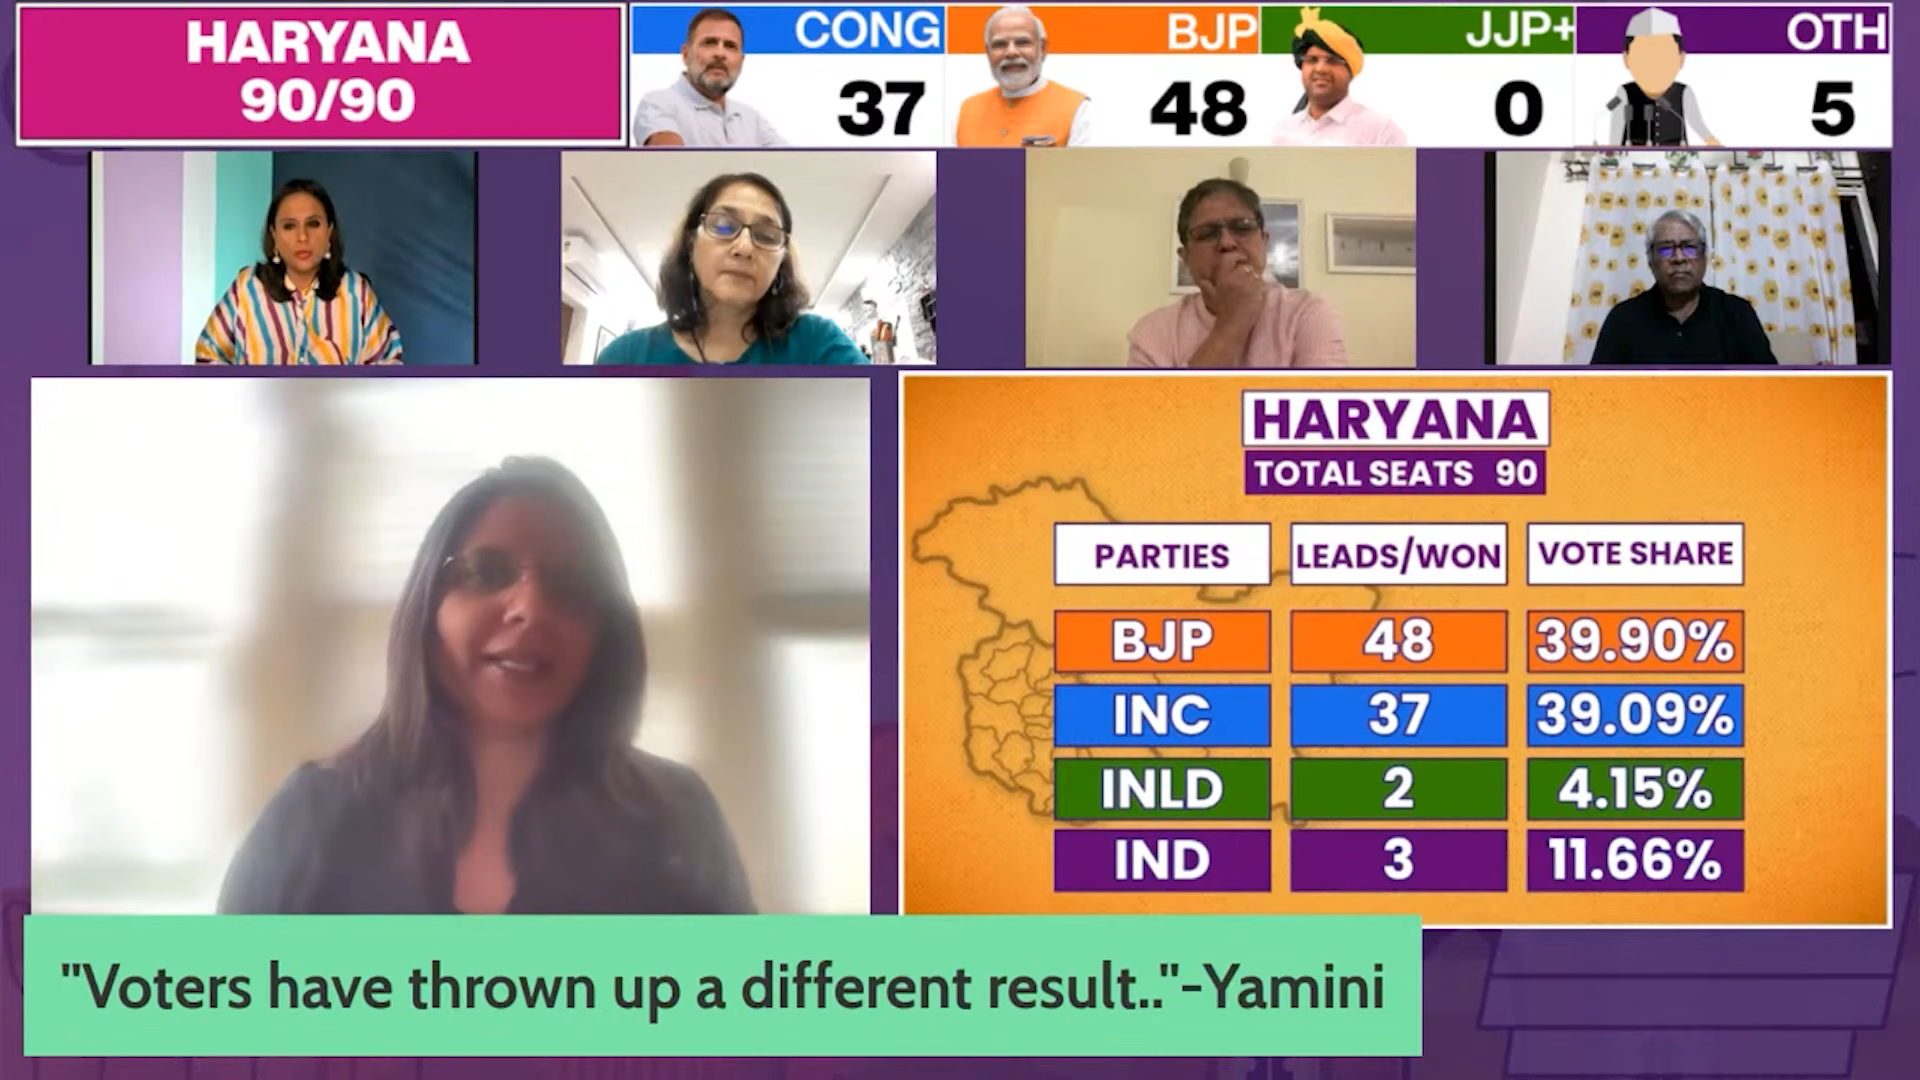 HARYANA
90/90
CONG
37
BJP
48
JJP+
0
OTH
5
HARYANA
TOTAL SEATS 90
PARTIES LEADS/WON VOTE SHARE
BJP 48 39.90%
INC 37 39.09%
INLD 2 4.15%
IND 3 11.66%
"Voters have thrown up a different result.."-Yamini